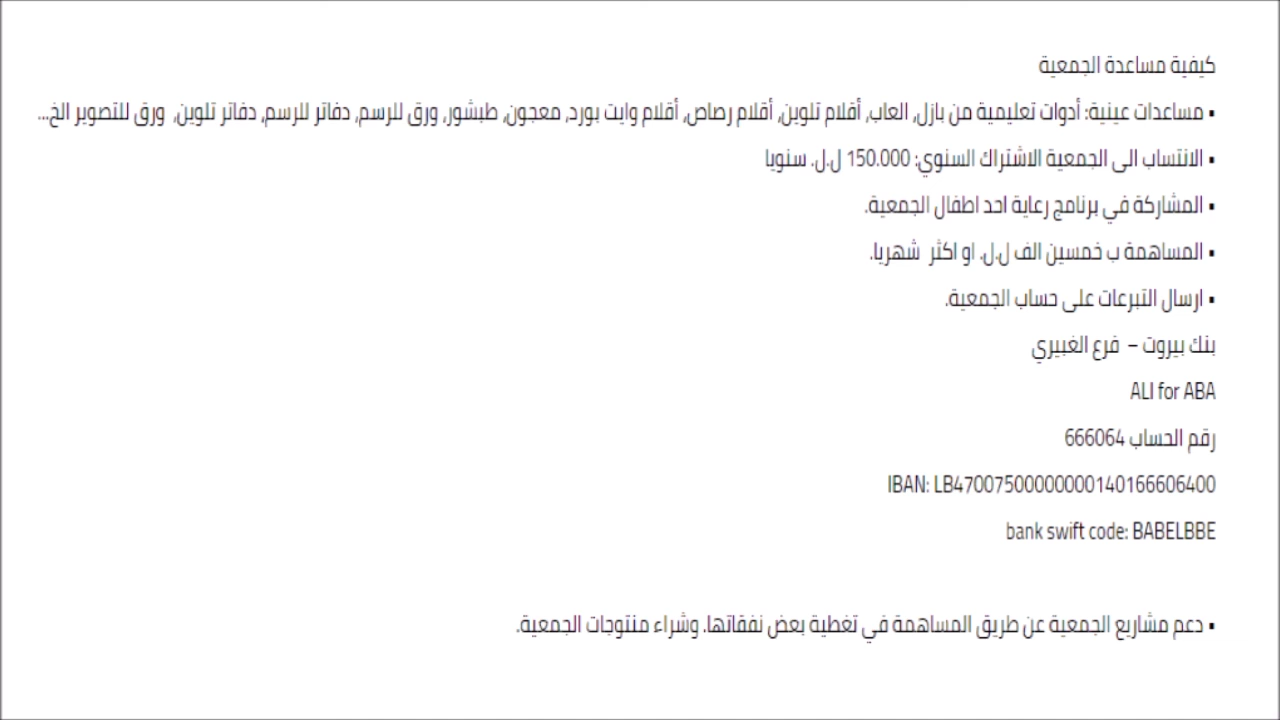 كيفية مساعدة الجمعية
▪ مساعدات عينية: أدوات تعليمية من بازل, العاب, أقلام تلوين, أقلام رصاص, أقلام وايت بورد, معجون, طبشور, ورق للرسم, دفاتر للرسم, دفاتر تلوين, ورق للتصوير الخ...
▪ الانتساب الى الجمعية الاشتراك السنوي: 150.000 ل.ل. سنويا
▪ المشاركة في برنامج رعاية احد اطفال الجمعية.
▪ المساهمة ب خمسين الف ل.ل. او اكثر شهريا.
▪ ارسال التبرعات على حساب الجمعية.
بنك بيروت – فرع الغبيري
ALI for ABA
رقم الحساب 666064
IBAN: LB47007500000000140166606400
bank swift code: BABELBBE
▪ دعم مشاريع الجمعية عن طريق المساهمة في تغطية بعض نفقاتها. وشراء منتوجات الجمعية.